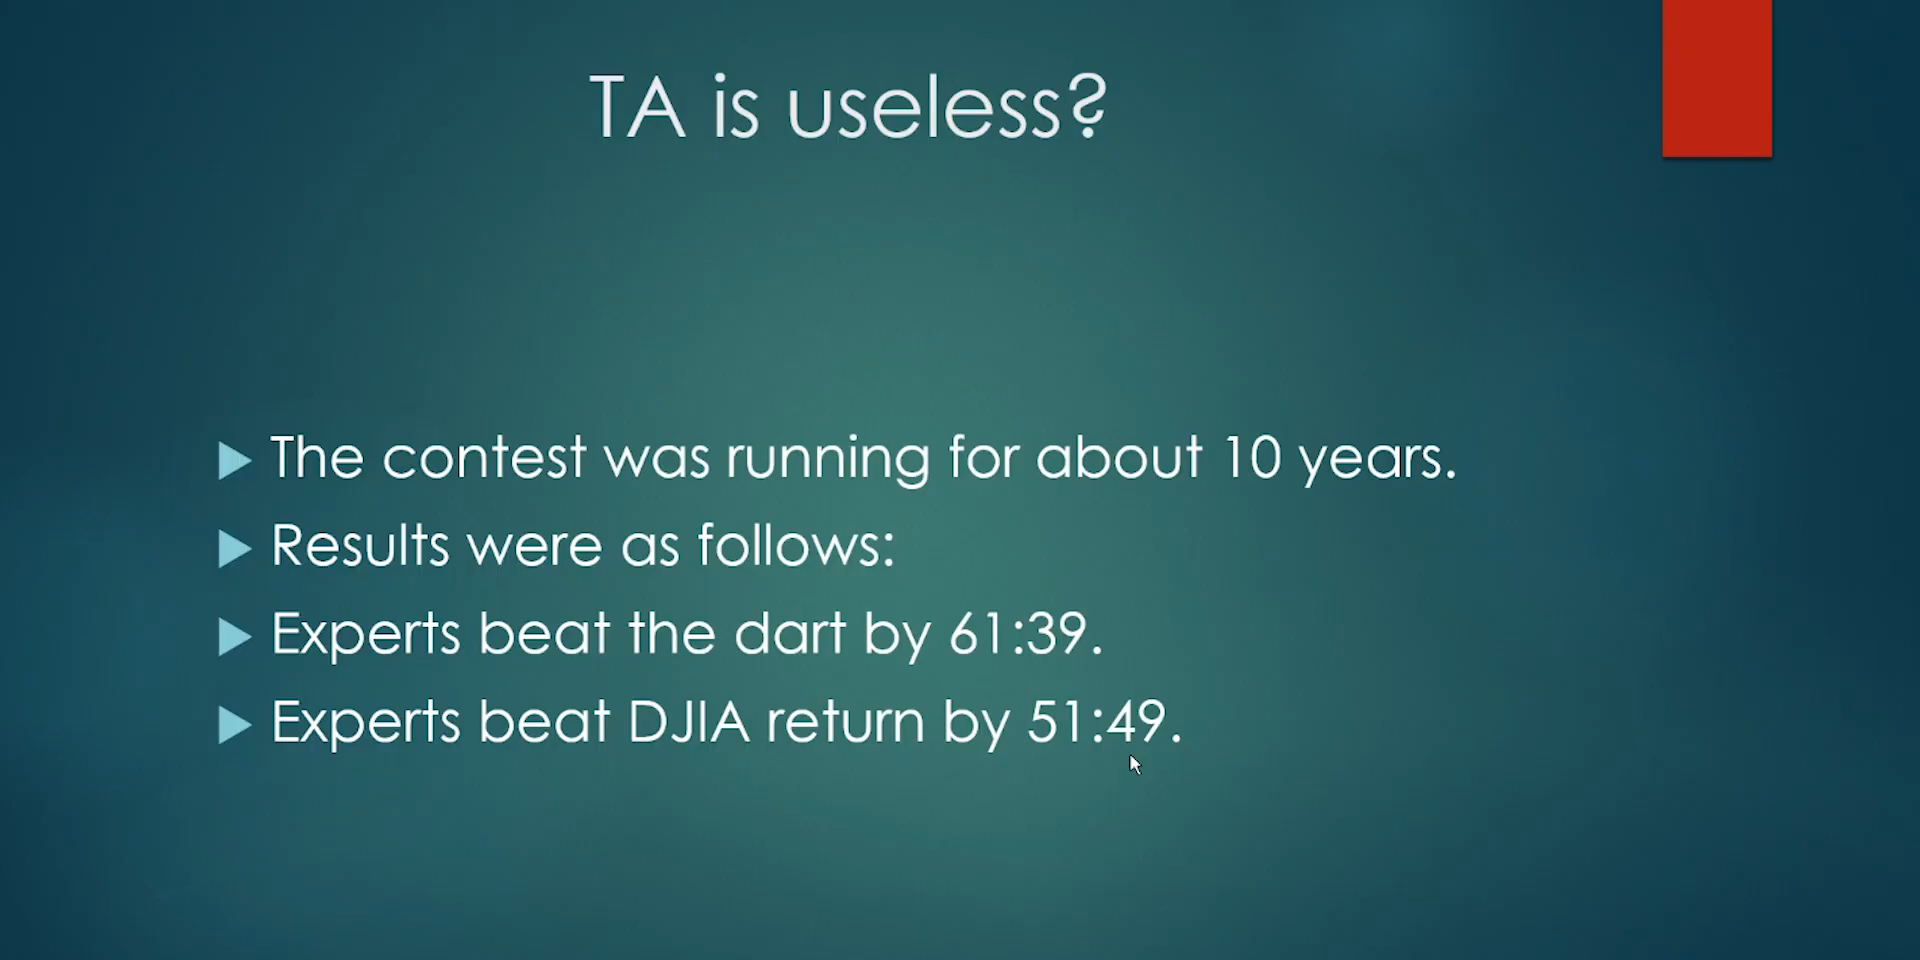 TA is useless?
The contest was running for about 10 years.
Results were as follows:
Experts beat the dart by 61:39.
Experts beat DJIA return by 51:49.